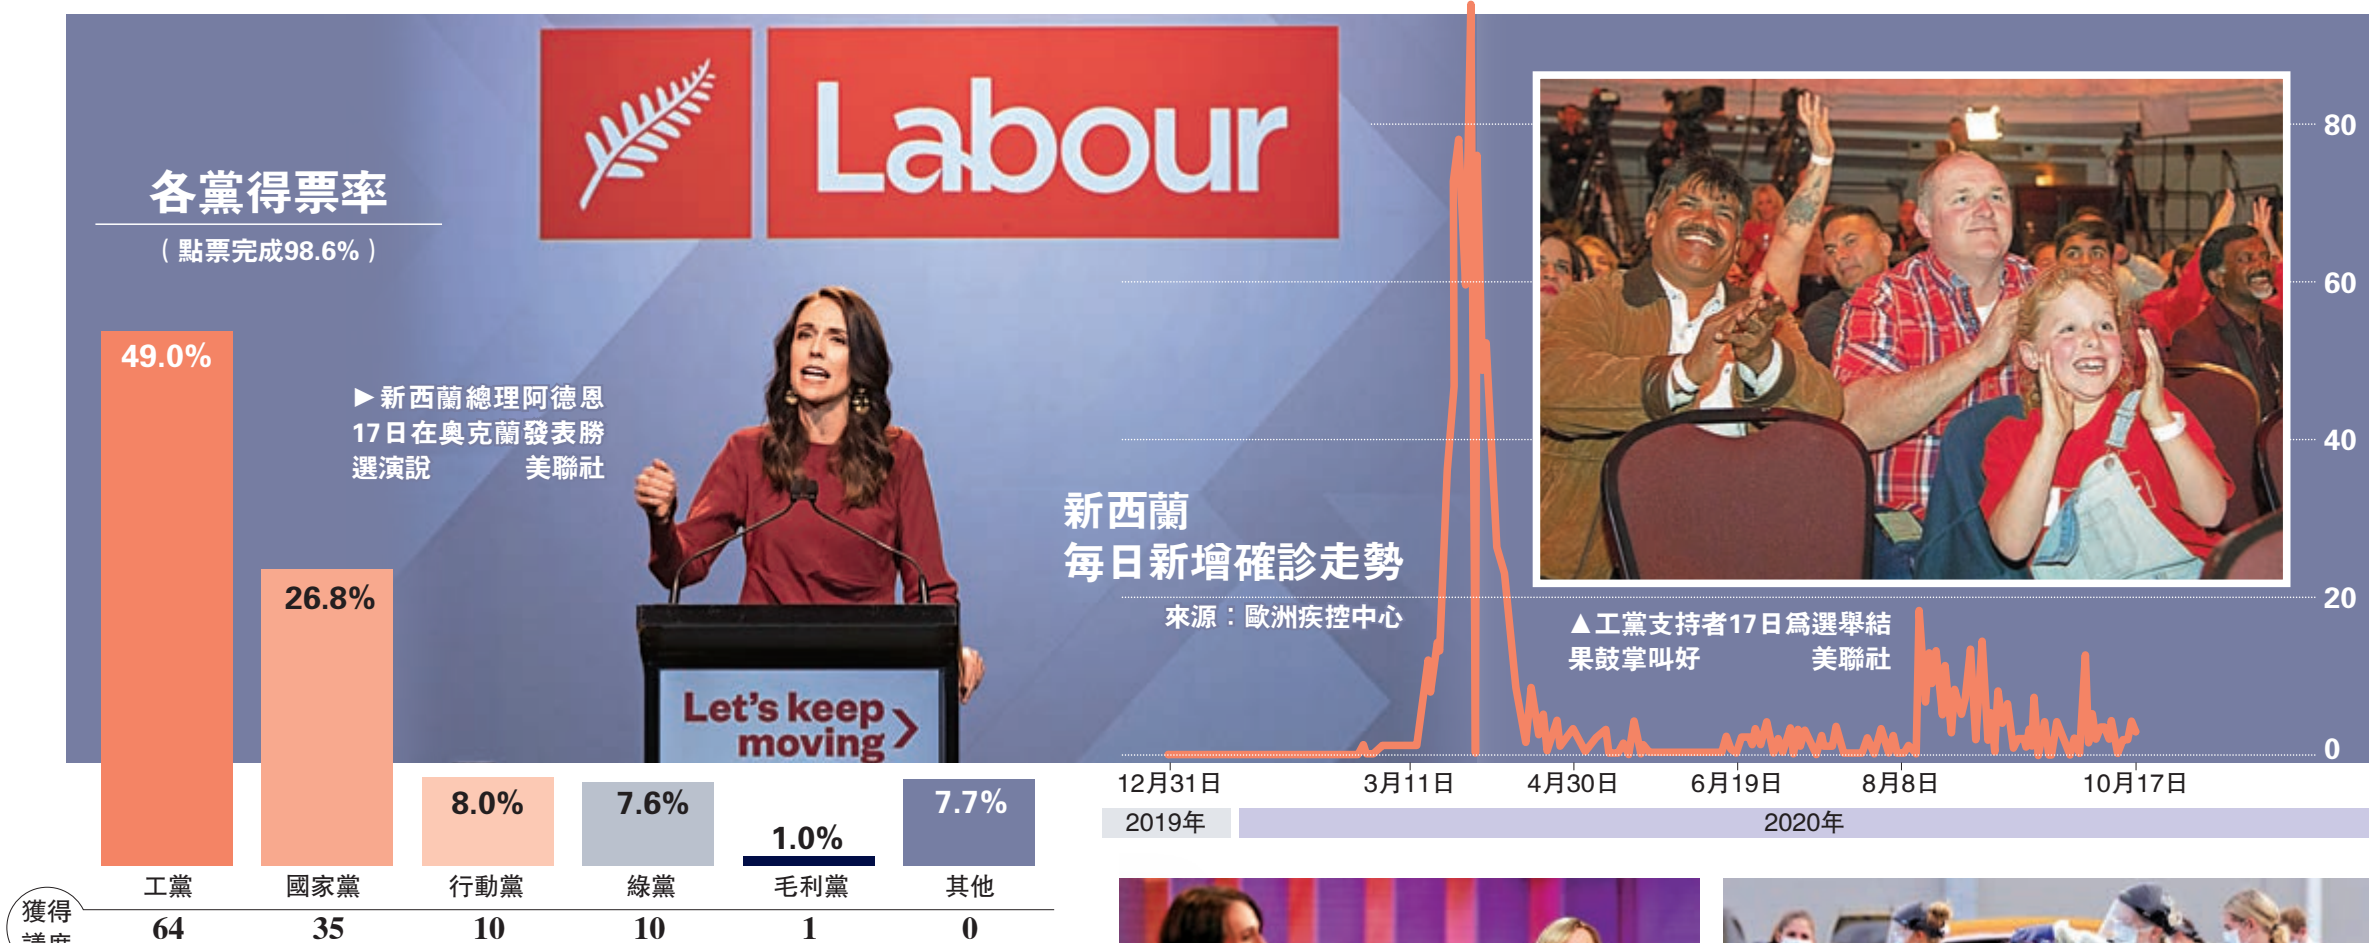 Labour
各黨得票率
（點票完成98.6%）
49.0%
26.8%
8.0%
7.6%
1.0%
7.7%
工黨
國家黨
行動黨
綠黨
毛利黨
其他
獲得
64
35
10
10
1
0
▶新西蘭總理阿德恩
17日在奧克蘭發表勝
選演說 美聯社
Let's keep
moving
新西蘭
每日新增確診走勢
來源：歐洲疾控中心
80
60
40
20
0
▲工黨支持者17日爲選舉結
果鼓掌叫好 美聯社
12月31日
3月11日
4月30日
6月19日
8月8日
10月17日
2019年
2020年